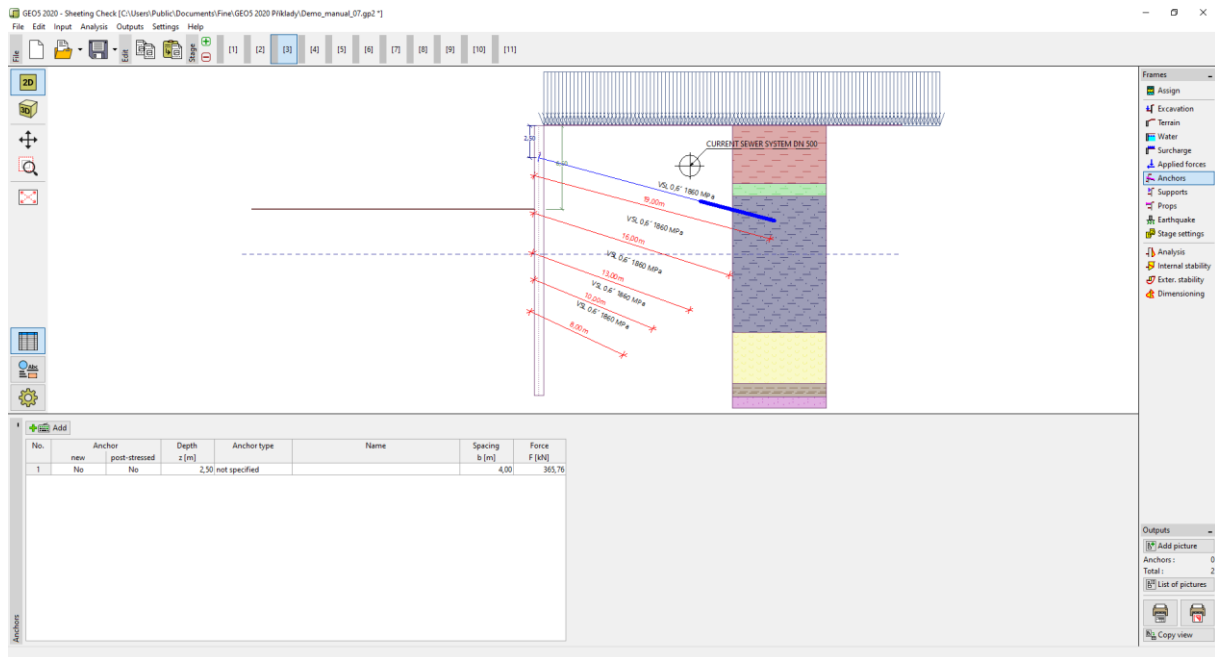 GEO5 2020 - Sheeting Check [C:\Users\Public\Documents\Fine\GEO5 2020 Příklady\Demo_manual_07.gp2 *]
File Edit Input Analysis Outputs Settings Help
File
Edit
Stage
[1] [2] [3] [4] [5] [6] [7] [8] [9] [10] [11]
2D
3D
Abc
2,50
6,50
CURRENT SEWER SYSTEM DN 500
VSL 0,6´ 1860 MPa
19,00m
VSL 0,6´ 1860 MPa
16,00m
VSL 0,6´ 1860 MPa
13,00m
VSL 0,6´ 1860 MPa
10,00m
VSL 0,6´ 1860 MPa
8,00m
Frames
Assign
Excavation
Terrain
Water
Surcharge
Applied forces
Anchors
Supports
Props
Earthquake
Stage settings
Analysis
Internal stability
Exter. stability
Dimensioning
Add
No. Anchor Depth Anchor type Name Spacing Force
new post-stressed z [m] b [m] F [kN]
1 No No 2,50 not specified 4,00 365,76
Anchors
Outputs
Add picture
Anchors : 0
Total : 2
List of pictures
Copy view